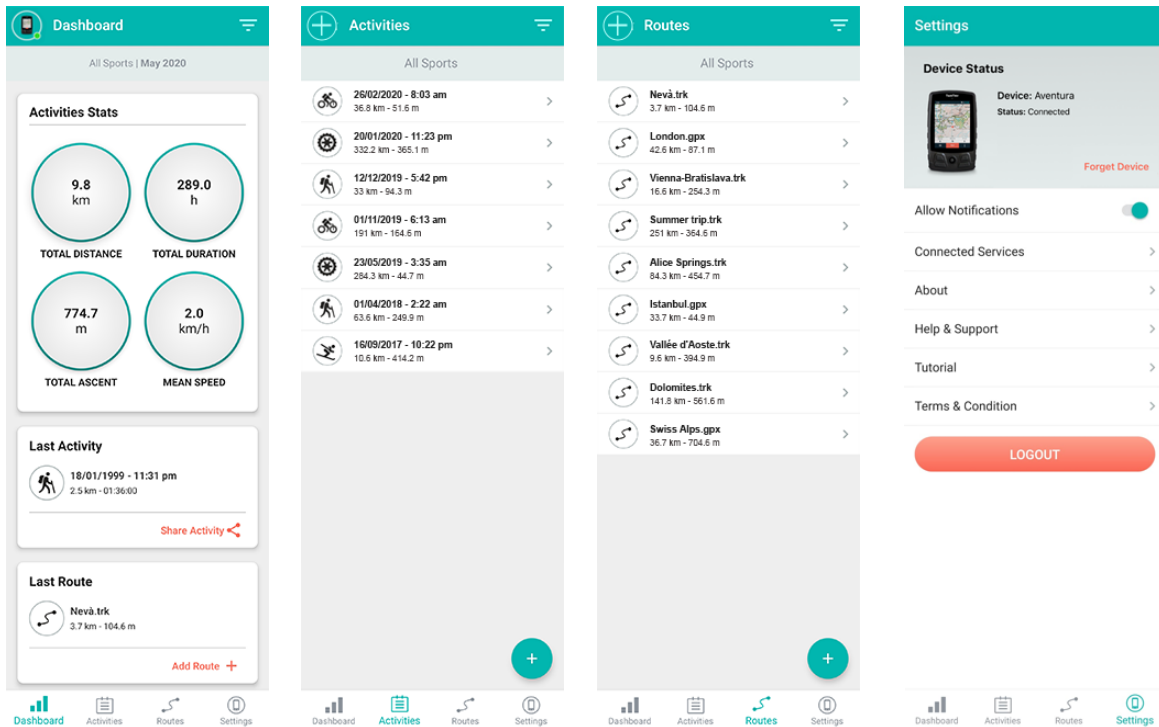 Dashboard
All Sports | May 2020
Activities Stats
9.8
km
289.0
h
TOTAL DISTANCE
TOTAL DURATION
774.7
m
2.0
km/h
TOTAL ASCENT
MEAN SPEED
Last Activity
18/01/1999 - 11:31 pm
2.5 km - 01:36:00
Share Activity
Last Route
Nevà.trk
3.7 km - 104.6 m
Add Route +
Dashboard
Activities
Routes
Settings
Activities
All Sports
26/02/2020 - 8:03 am
36.8 km - 51.6 m
20/01/2020 - 11:23 pm
332.2 km - 365.1 m
12/12/2019 - 5:42 pm
33 km - 94.3 m
01/11/2019 - 6:13 am
191 km - 164.6 m
23/05/2019 - 3:35 am
284.3 km - 44.7 m
01/04/2018 - 2:22 am
63.6 km - 249.9 m
16/09/2017 - 10:22 pm
10.6 km - 414.2 m
Dashboard
Activities
Routes
Settings
Routes
All Sports
Nevà.trk
3.7 km - 104.6 m
London.gpx
42.6 km - 87.1 m
Vienna-Bratislava.trk
16.6 km - 254.3 m
Summer trip.trk
251 km - 364.6 m
Alice Springs.trk
84.3 km - 454.7 m
Istanbul.gpx
33.7 km - 44.9 m
Vallée d'Aoste.trk
9.6 km - 394.9 m
Dolomites.trk
141.8 km - 561.6 m
Swiss Alps.gpx
36.7 km - 704.6 m
Dashboard
Activities
Routes
Settings
Settings
Device Status
Device: Aventura
Status: Connected
Forget Device
Allow Notifications
Connected Services
About
Help & Support
Tutorial
Terms & Condition
LOGOUT
Dashboard
Activities
Routes
Settings